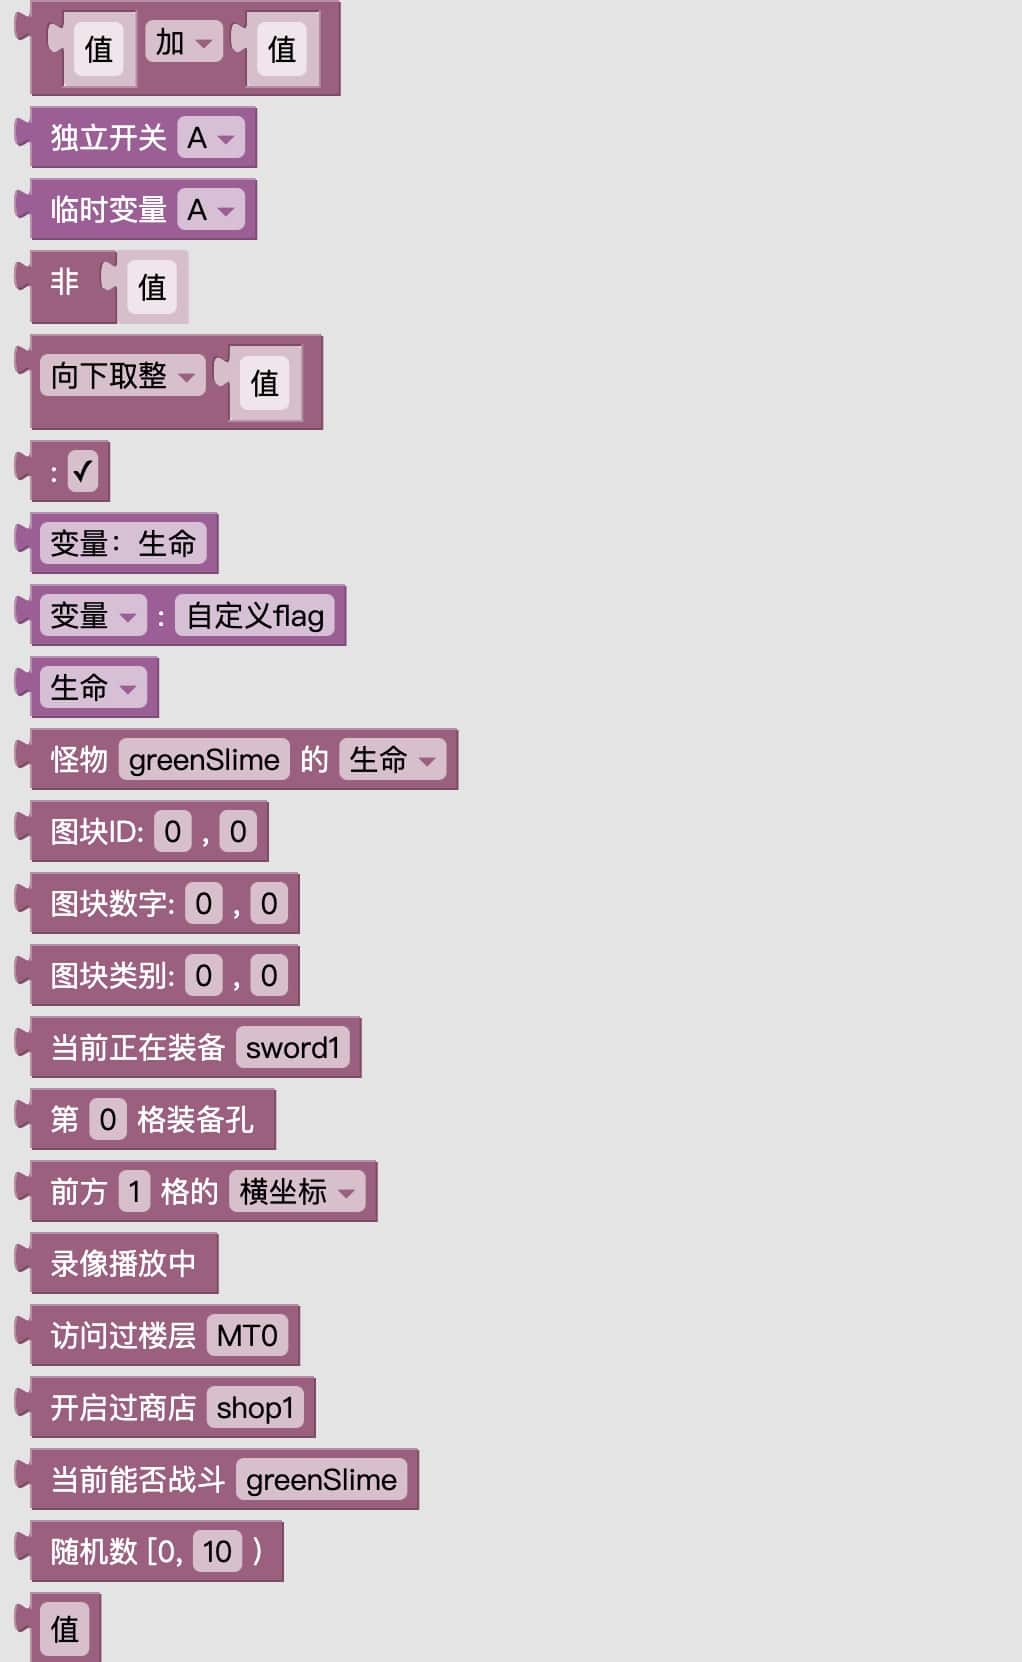 值 加 值
独立开关 A
临时变量 A
非 值
向下取整 值
: ✓
变量：生命
变量 : 自定义flag
生命
怪物 greenSlime 的 生命
图块ID: 0 , 0
图块数字: 0 , 0
图块类别: 0 , 0
当前正在装备 sword1
第 0 格装备孔
前方 1 格的 横坐标
录像播放中
访问过楼层 MT0
开启过商店 shop1
当前能否战斗 greenSlime
随机数 [0, 10 )
值